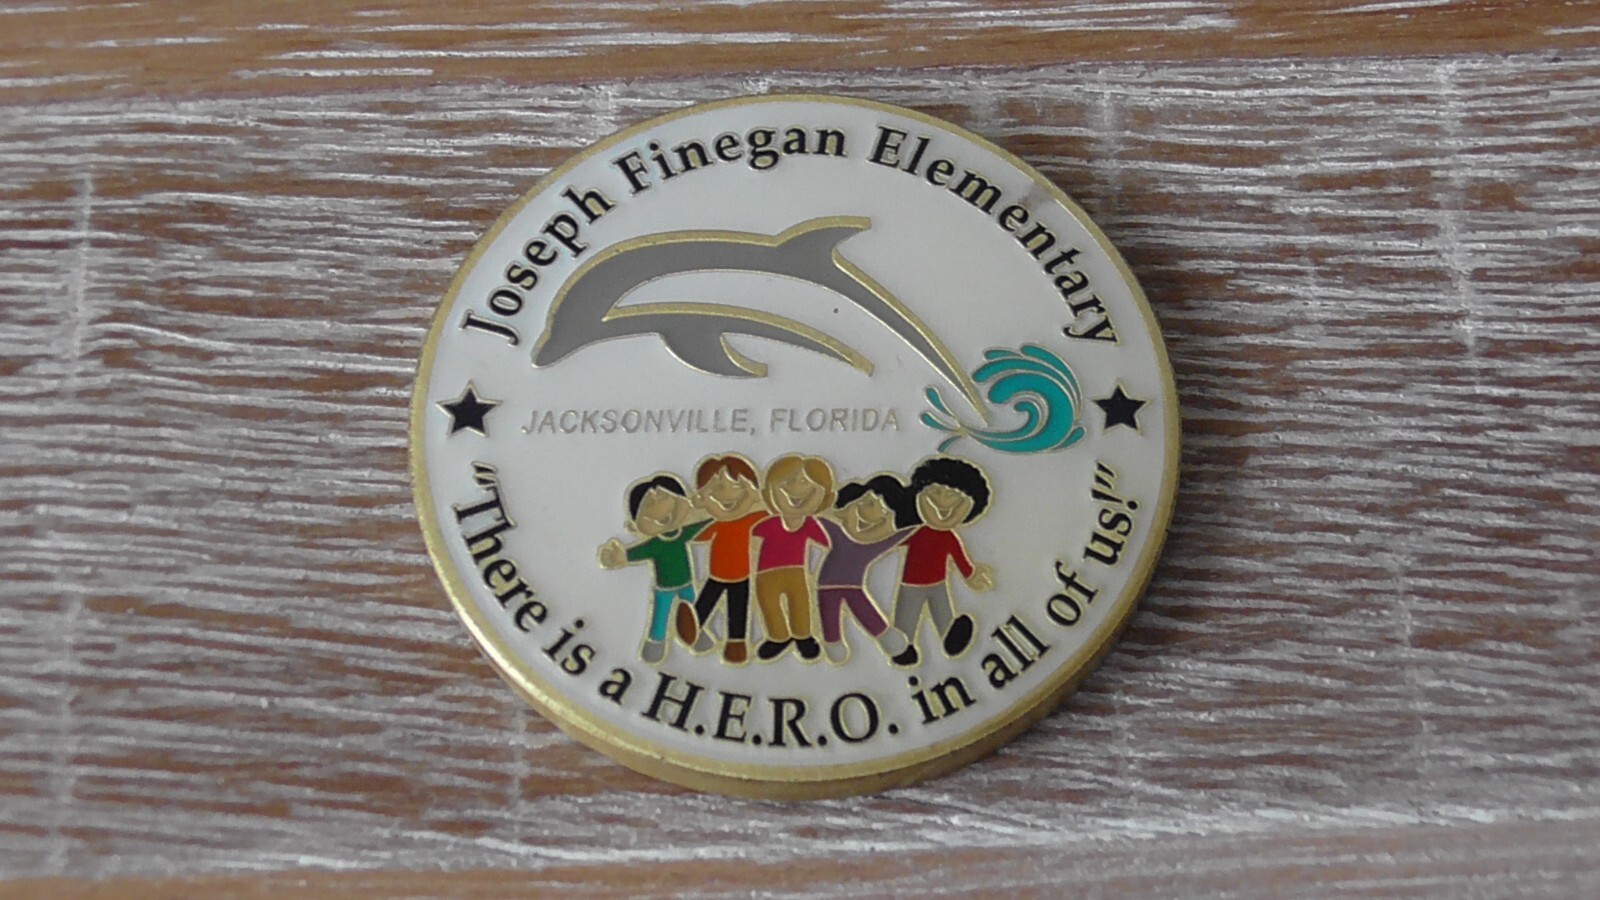 Joseph Finegan Elementary
JACKSONVILLE, FLORIDA
"There is a H.E.R.O. in all of us!"